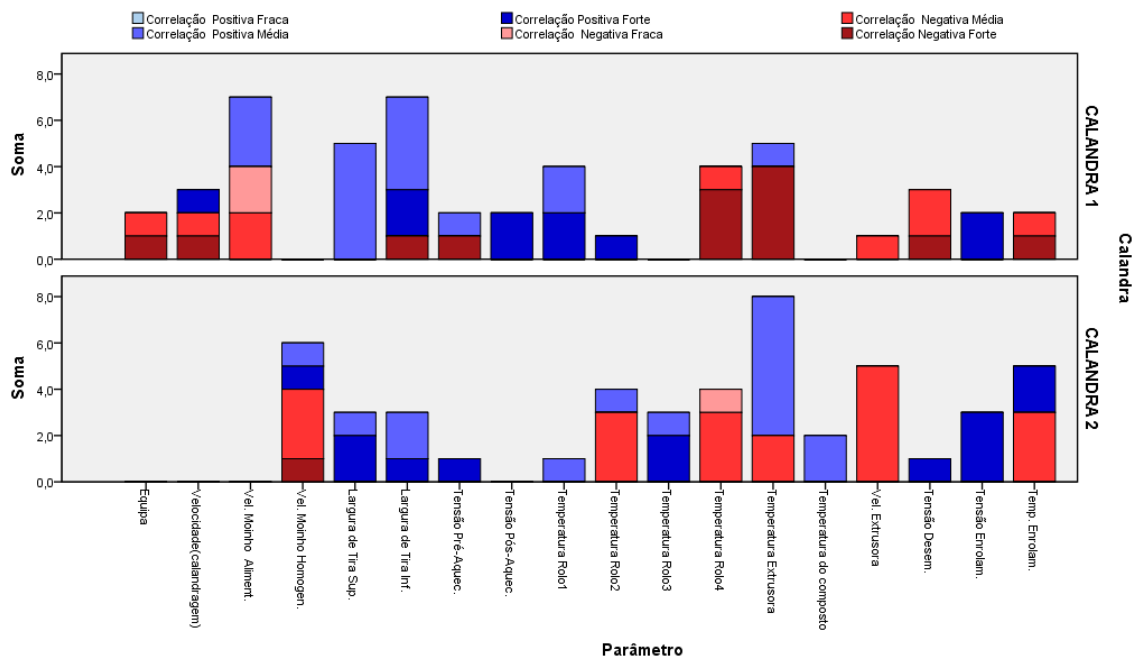 Correlação Positiva Fraca
Correlação Positiva Média
Correlação Positiva Forte
Correlação Negativa Fraca
Correlação Negativa Média
Correlação Negativa Forte
Soma
8,0
6,0
4,0
2,0
0,0
CALANDRA 1
Soma
8,0
6,0
4,0
2,0
0,0
CALANDRA 2
Calandra
Equipa
Velocidade(calandragem)
Vel. Moinho Aliment.
Vel. Moinho Homogen.
Largura de Tira Sup.
Largura de Tira Inf.
Tensão Pré-Aquec.
Tensão Pós-Aquec.
Temperatura Rolo1
Temperatura Rolo2
Temperatura Rolo3
Temperatura Rolo4
Temperatura Extrusora
Temperatura do composto
Vel. Extrusora
Tensão Desem.
Tensão Enrolam.
Temp. Enrolam.
Parâmetro